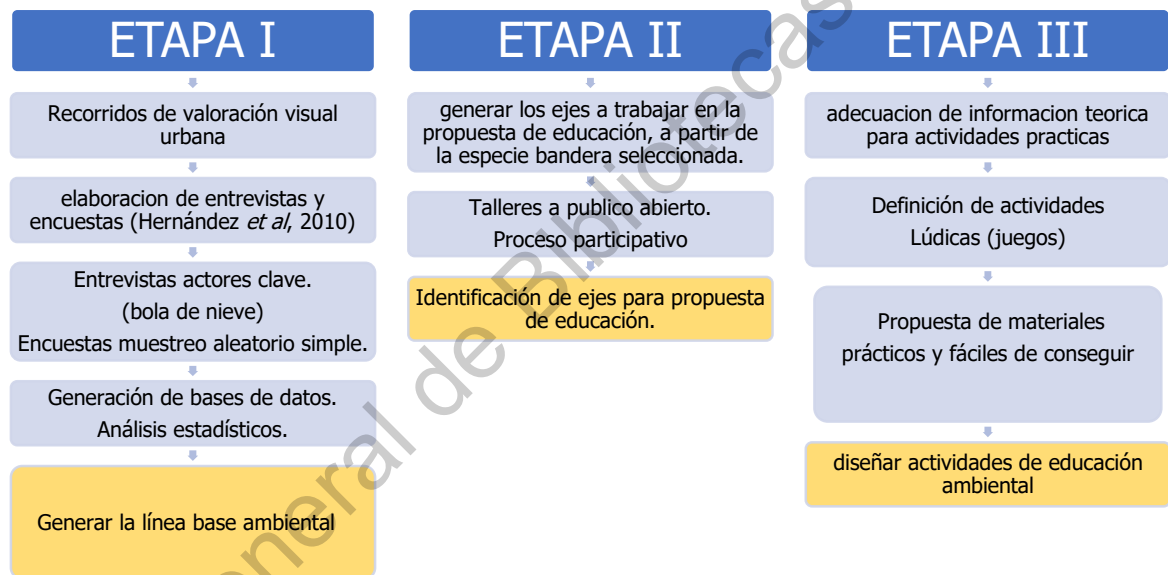 ETAPA I
Recorridos de valoración visual
urbana
elaboracion de entrevistas y
encuestas (Hernández et al, 2010)
Entrevistas actores clave.
(bola de nieve)
Encuestas muestreo aleatorio simple.
Generación de bases de datos.
Análisis estadísticos.
Generar la línea base ambiental
ETAPA II
generar los ejes a trabajar en la
propuesta de educación, a partir de
la especie bandera seleccionada.
Talleres a publico abierto.
Proceso participativo
Identificación de ejes para propuesta
de educación.
ETAPA III
adecuacion de informacion teorica
para actividades practicas
Definición de actividades
Lúdicas (juegos)
Propuesta de materiales
prácticos y fáciles de conseguir
diseñar actividades de educación
ambiental
neral de Bibliotecas